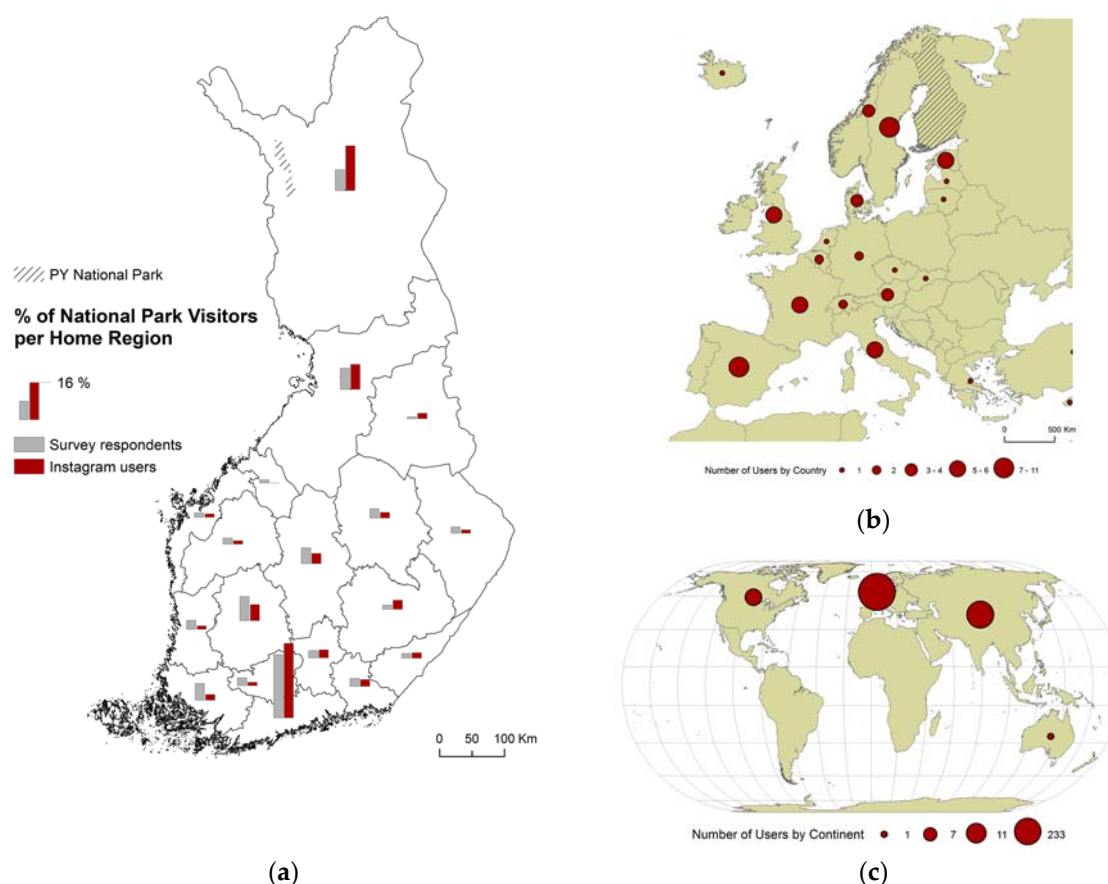 PY National Park
% of National Park Visitors
per Home Region
16 %
Survey respondents
Instagram users
0 50 100 Km
(a)
0 500 Km
Number of Users by Country 1 2 3 - 4 5 - 6 7 - 11
(b)
Number of Users by Continent 1 7 11 233
(c)